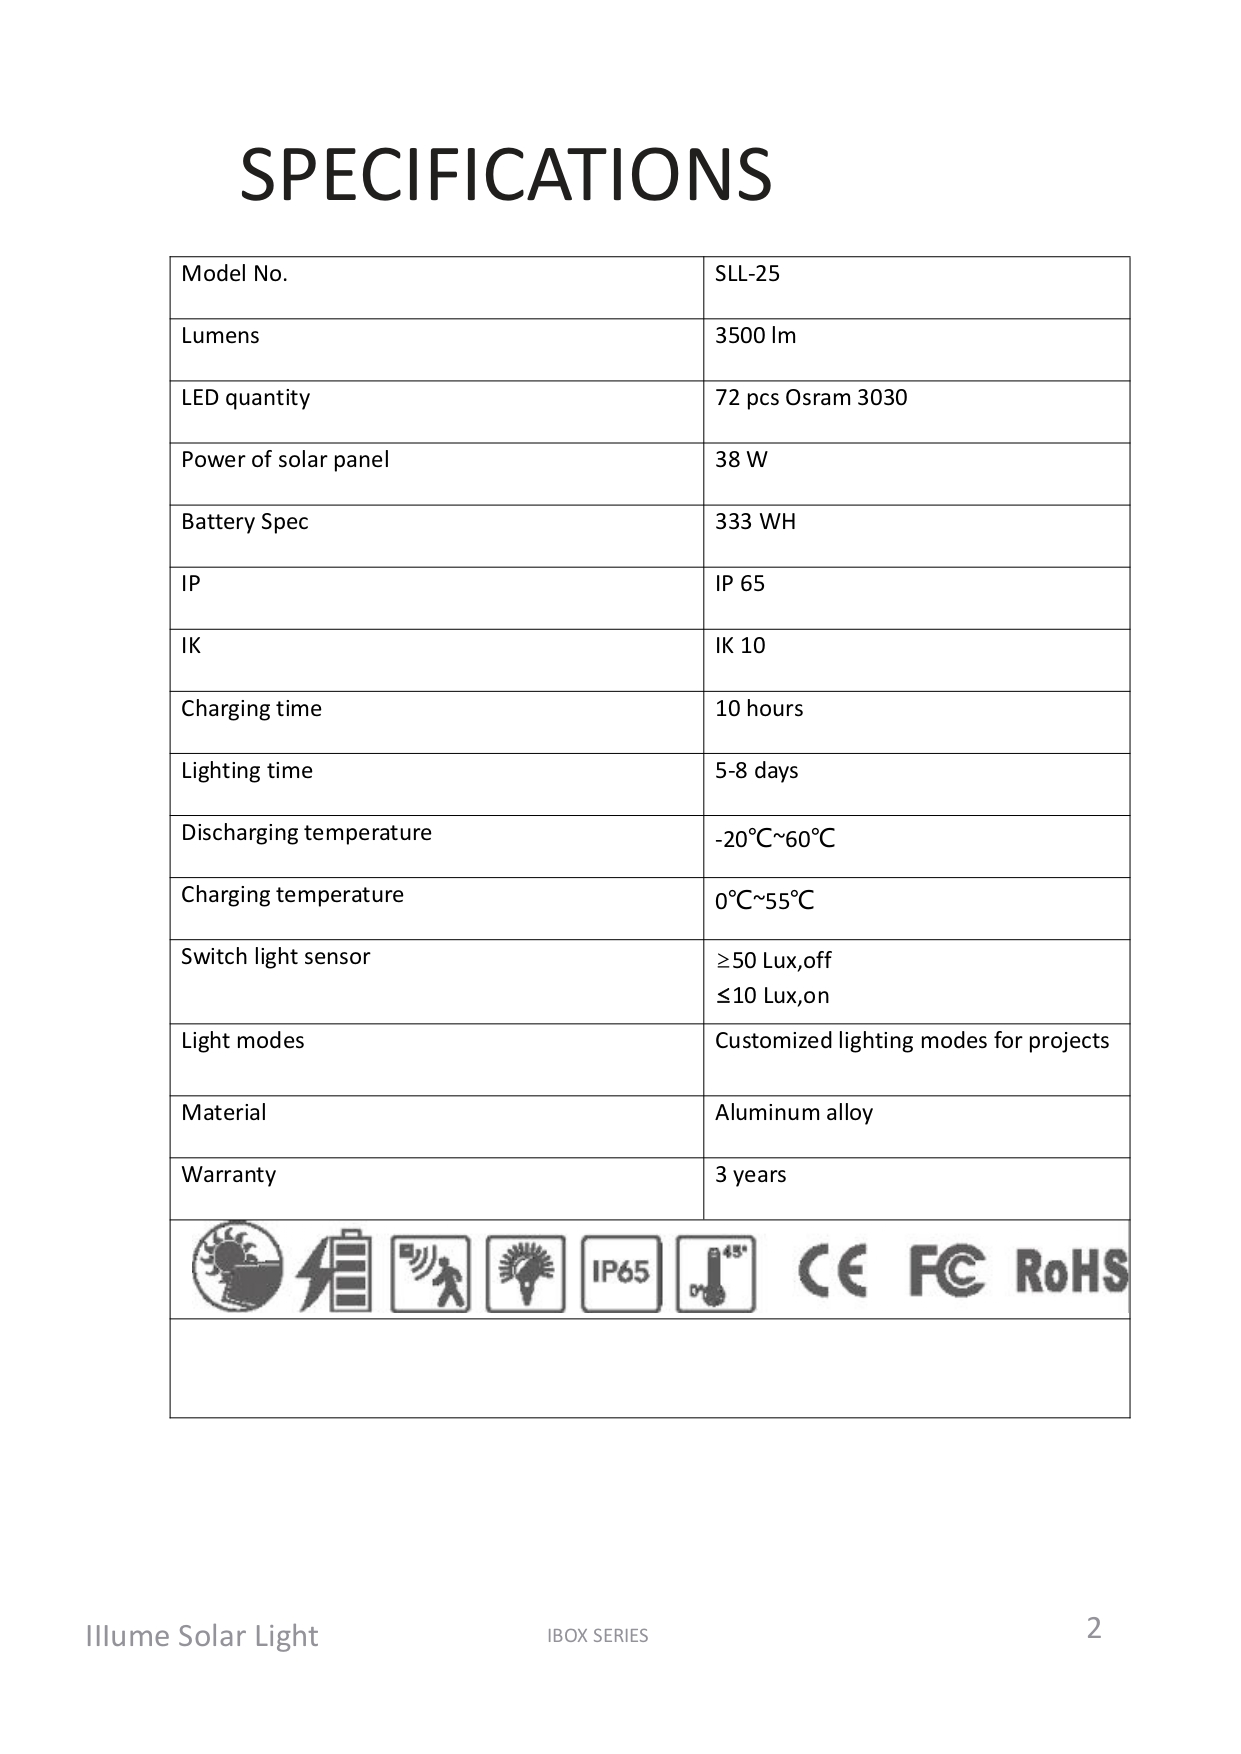 SPECIFICATIONS
Model No. SLL-25
Lumens 3500 lm
LED quantity 72 pcs Osram 3030
Power of solar panel 38 W
Battery Spec 333 WH
IP IP 65
IK IK 10
Charging time 10 hours
Lighting time 5-8 days
Discharging temperature -20℃~60℃
Charging temperature 0℃~55℃
Switch light sensor ≥50 Lux,off
≤10 Lux,on
Light modes Customized lighting modes for projects
Material Aluminum alloy
Warranty 3 years
IP65 45° CE FC RoHS
Illume Solar Light IBOX SERIES 2